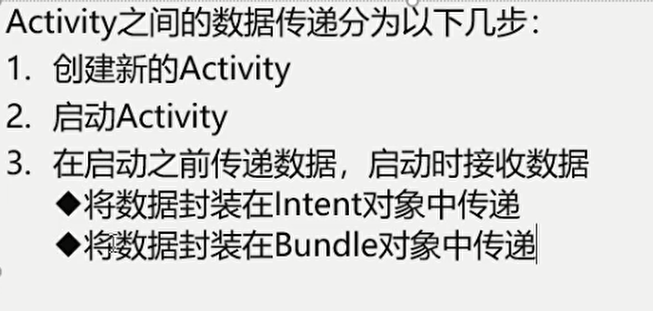 Activity之间的数据传递分为以下几步：
1. 创建新的Activity
2. 启动Activity
3. 在启动之前传递数据，启动时接收数据
◆将数据封装在Intent对象中传递
◆将数据封装在Bundle对象中传递